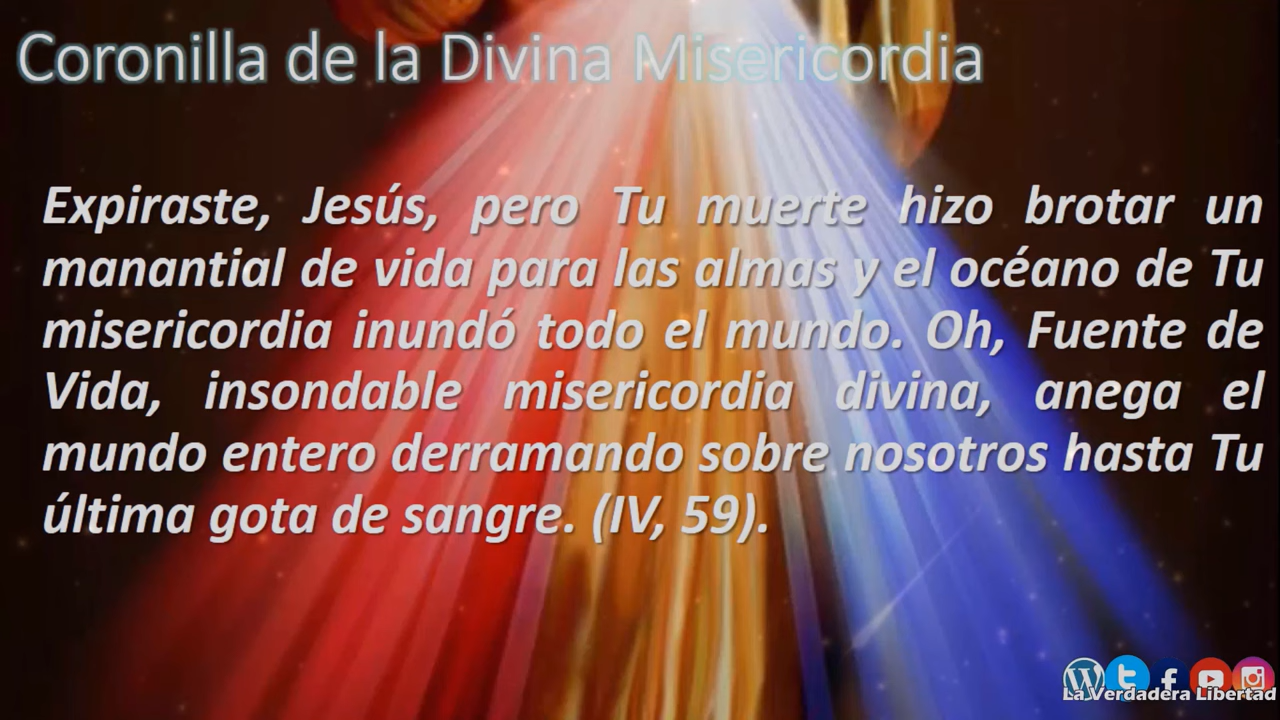 Coronilla de la Divina Misericordia
Expiraste, Jesús, pero Tu muerte hizo brotar un
manantial de vida para las almas y el océano de Tu
misericordia inundó todo el mundo. Oh, Fuente de
Vida, insondable misericordia divina, anega el
mundo entero derramando sobre nosotros hasta Tu
última gota de sangre. (IV, 59).
La Verdadera Libertad